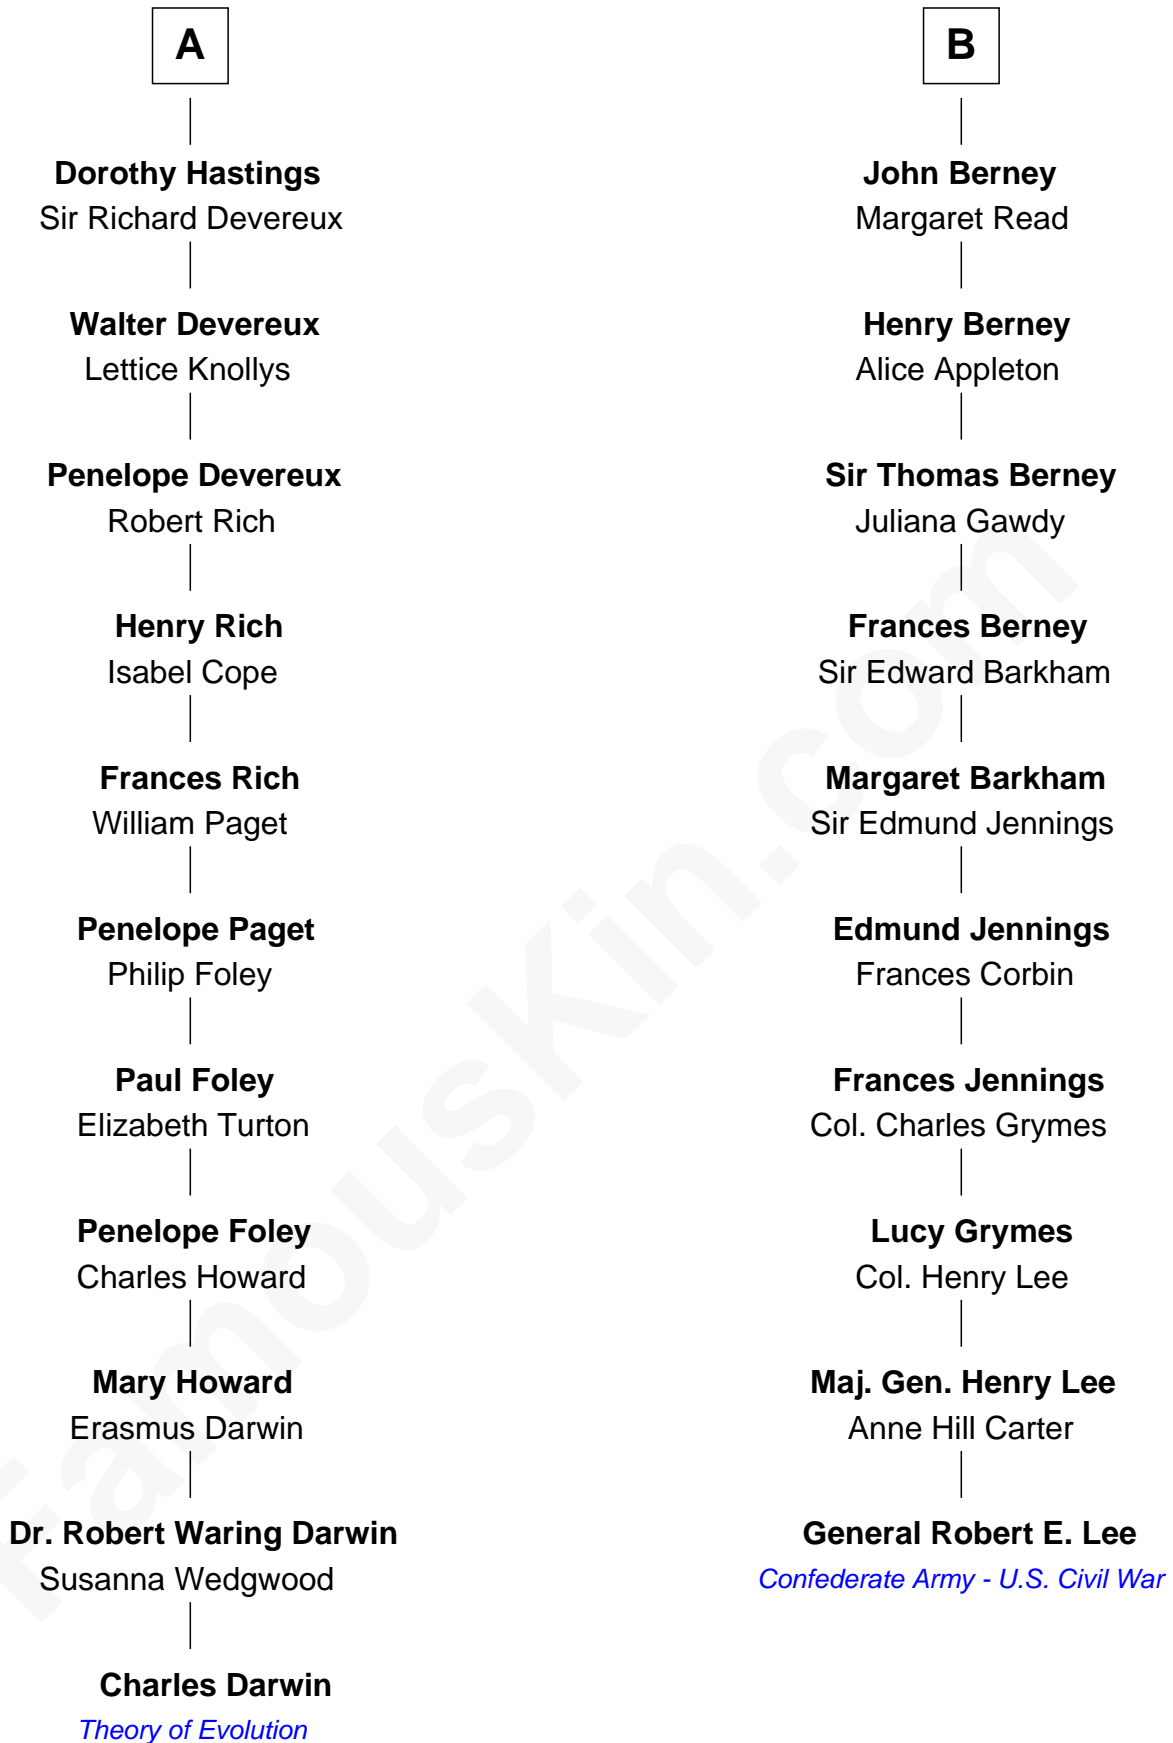 A
Dorothy Hastings
Sir Richard Devereux
Walter Devereux
Lettice Knollys
Penelope Devereux
Robert Rich
Henry Rich
Isabel Cope
Frances Rich
William Paget
Penelope Paget
Philip Foley
Paul Foley
Elizabeth Turton
Penelope Foley
Charles Howard
Mary Howard
Erasmus Darwin
Dr. Robert Waring Darwin
Susanna Wedgwood
Charles Darwin
Theory of Evolution
B
John Berney
Margaret Read
Henry Berney
Alice Appleton
Sir Thomas Berney
Juliana Gawdy
Frances Berney
Sir Edward Barkham
Margaret Barkham
Sir Edmund Jennings
Edmund Jennings
Frances Corbin
Frances Jennings
Col. Charles Grymes
Lucy Grymes
Col. Henry Lee
Maj. Gen. Henry Lee
Anne Hill Carter
General Robert E. Lee
Confederate Army - U.S. Civil War
FamousKin.com